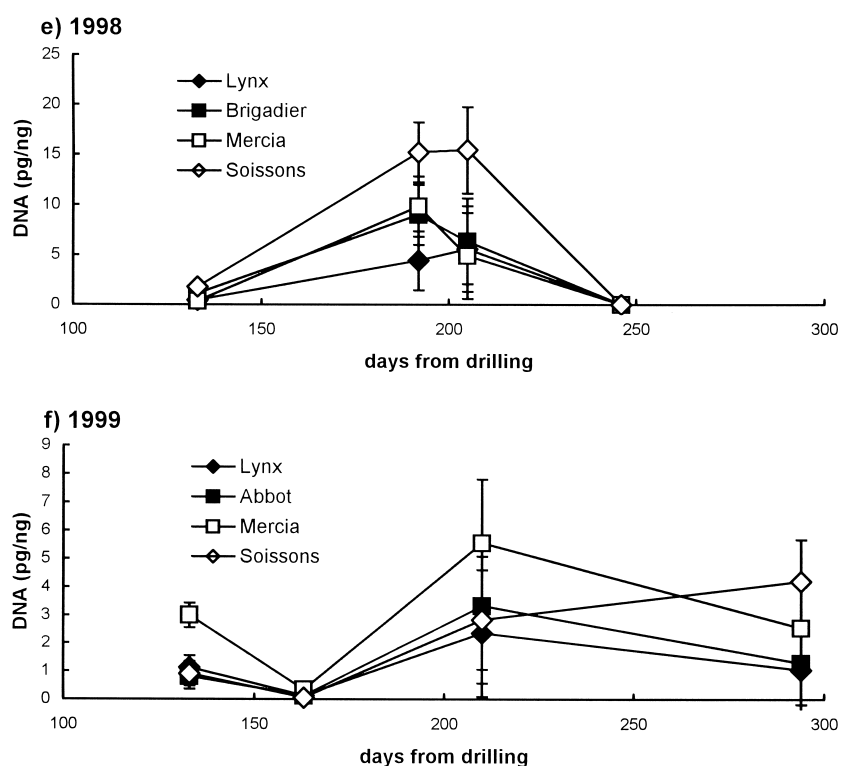 e) 1998
25
20
15
10
5
0
DNA (pg/ng)
Lynx
Brigadier
Mercia
Soissons
100 150 200 250 300
days from drilling
f) 1999
9
8
7
6
5
4
3
2
1
0
DNA (pg/ng)
Lynx
Abbot
Mercia
Soissons
100 150 200 250 300
days from drilling